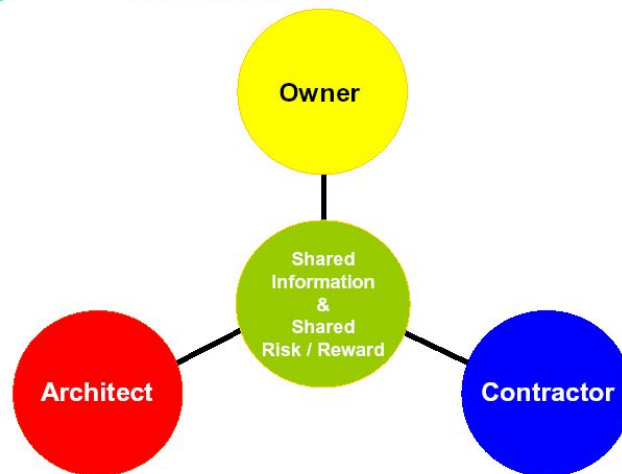 Owner
Shared
Information
&
Shared
Risk / Reward
Architect
Contractor